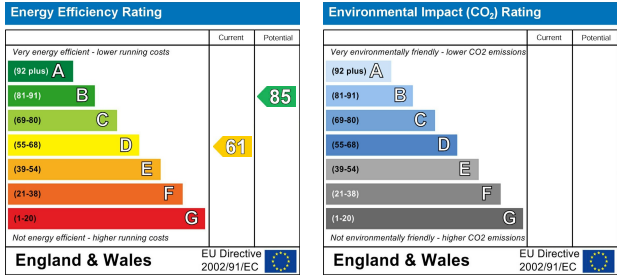 Energy Efficiency Rating
Current Potential
Very energy efficient - lower running costs
(92 plus) A
(81-91) B
85
(69-80) C
(55-68) D
61
(39-54) E
(21-38) F
(1-20) G
Not energy efficient - higher running costs
England & Wales
EU Directive
2002/91/EC
Environmental Impact (CO2) Rating
Current Potential
Very environmentally friendly - lower CO2 emissions
(92 plus) A
(81-91) B
(69-80) C
(55-68) D
(39-54) E
(21-38) F
(1-20) G
Not environmentally friendly - higher CO2 emissions
England & Wales
EU Directive
2002/91/EC